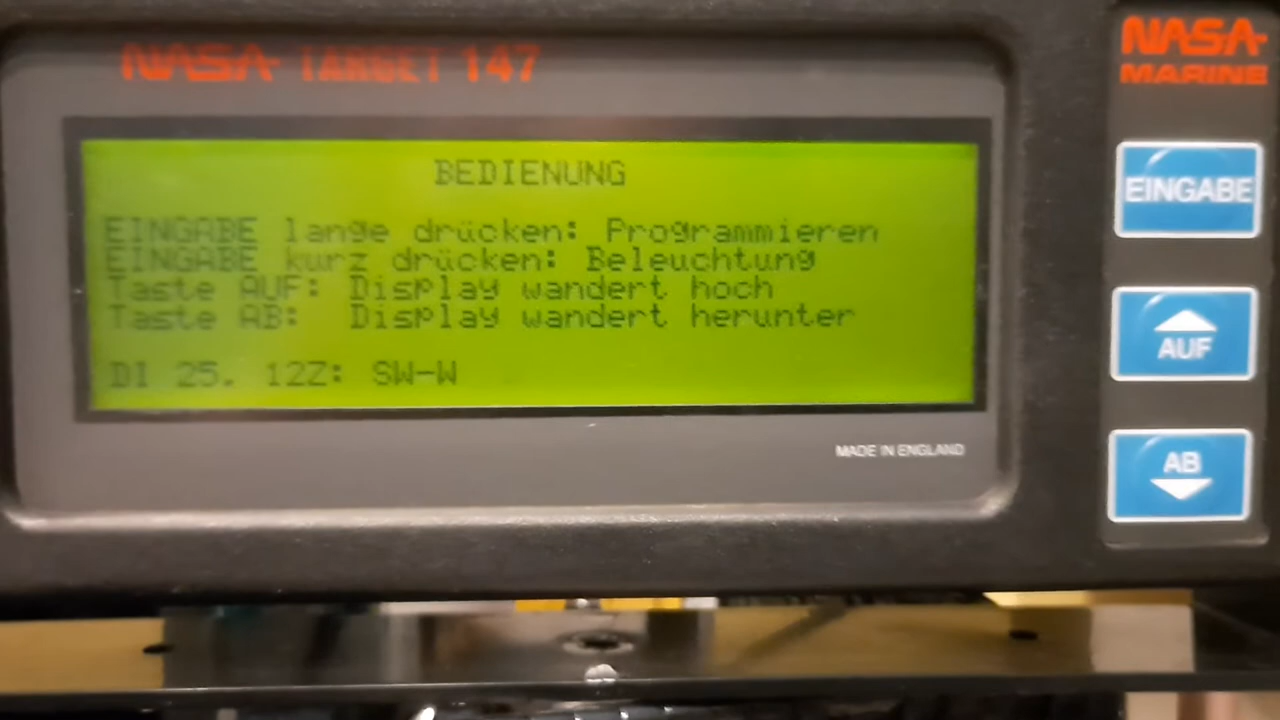 NASA TARGET 147
NASA
MARINE
BEDIENUNG
EINGABE lange drücken: Programmieren
EINGABE kurz drücken: Beleuchtung
Taste AUF: Display wandert hoch
Taste AB: Display wandert herunter
DI 25. 12Z: SW-W
MADE IN ENGLAND
EINGABE
AUF
AB